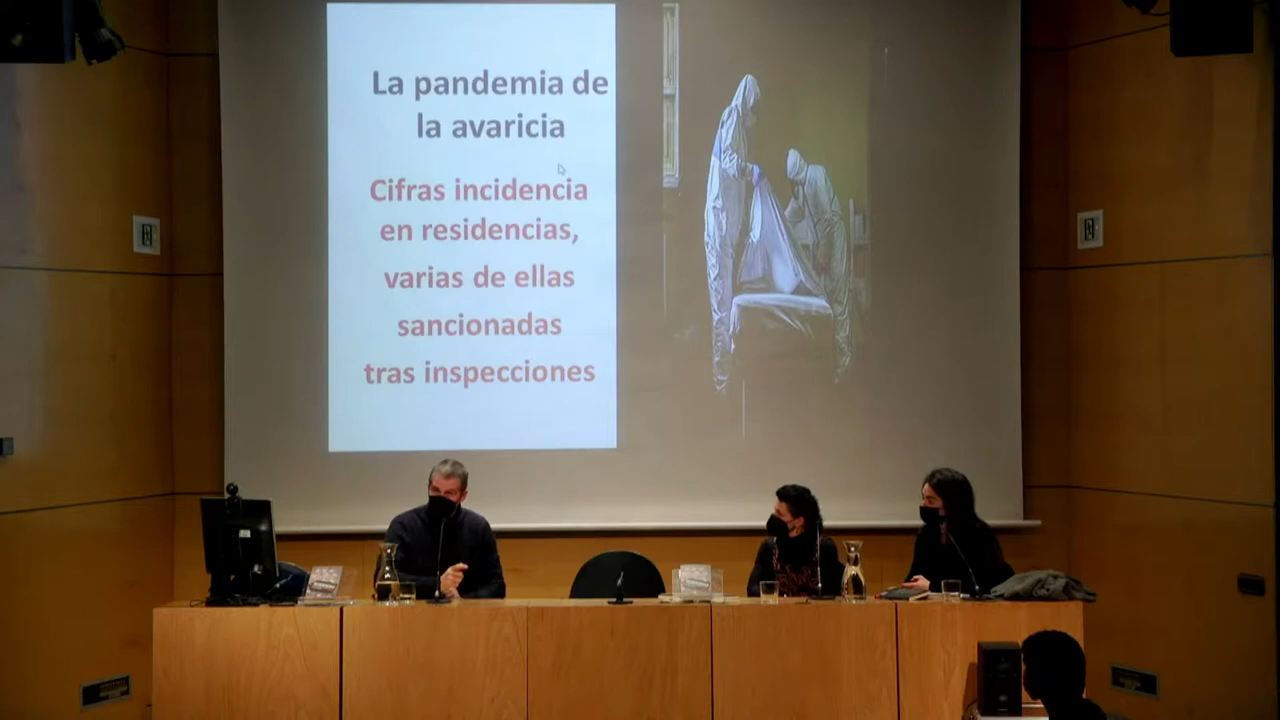 La pandemia de
la avaricia
Cifras incidencia
en residencias,
varias de ellas
sancionadas
tras inspecciones